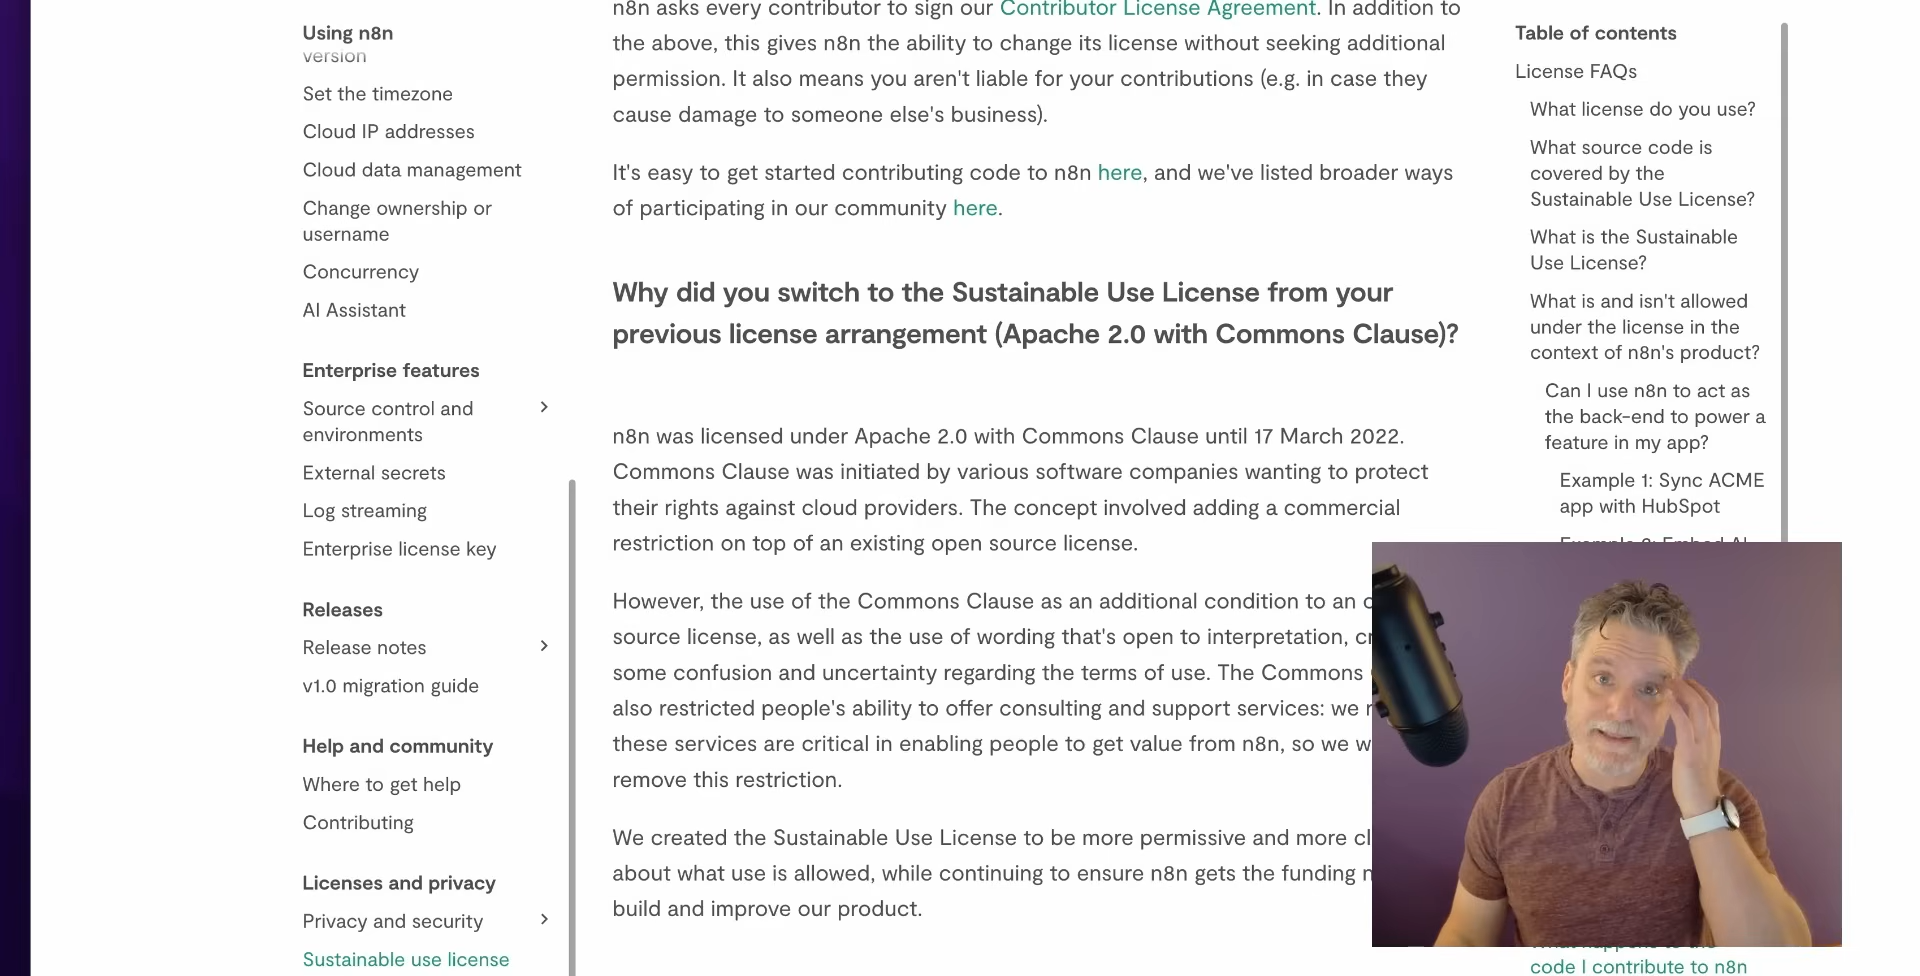 Using n8n
version
Set the timezone
Cloud IP addresses
Cloud data management
Change ownership or
username
Concurrency
AI Assistant
Enterprise features
Source control and
environments
External secrets
Log streaming
Enterprise license key
Releases
Release notes
v1.0 migration guide
Help and community
Where to get help
Contributing
Licenses and privacy
Privacy and security
Sustainable use license
n8n asks every contributor to sign our Contributor License Agreement. In addition to
the above, this gives n8n the ability to change its license without seeking additional
permission. It also means you aren't liable for your contributions (e.g. in case they
cause damage to someone else's business).
It's easy to get started contributing code to n8n here, and we've listed broader ways
of participating in our community here.
Why did you switch to the Sustainable Use License from your
previous license arrangement (Apache 2.0 with Commons Clause)?
n8n was licensed under Apache 2.0 with Commons Clause until 17 March 2022.
Commons Clause was initiated by various software companies wanting to protect
their rights against cloud providers. The concept involved adding a commercial
restriction on top of an existing open source license.
However, the use of the Commons Clause as an additional condition to an
source license, as well as the use of wording that's open to interpretation,
some confusion and uncertainty regarding the terms of use. The Commons
also restricted people's ability to offer consulting and support services: we
these services are critical in enabling people to get value from n8n, so we
remove this restriction.
We created the Sustainable Use License to be more permissive and more
about what use is allowed, while continuing to ensure n8n gets the funding
build and improve our product.
Table of contents
License FAQs
What license do you use?
What source code is
covered by the
Sustainable Use License?
What is the Sustainable
Use License?
What is and isn't allowed
under the license in the
context of n8n's product?
Can I use n8n to act as
the back-end to power a
feature in my app?
Example 1: Sync ACME
app with HubSpot
code I contribute to n8n